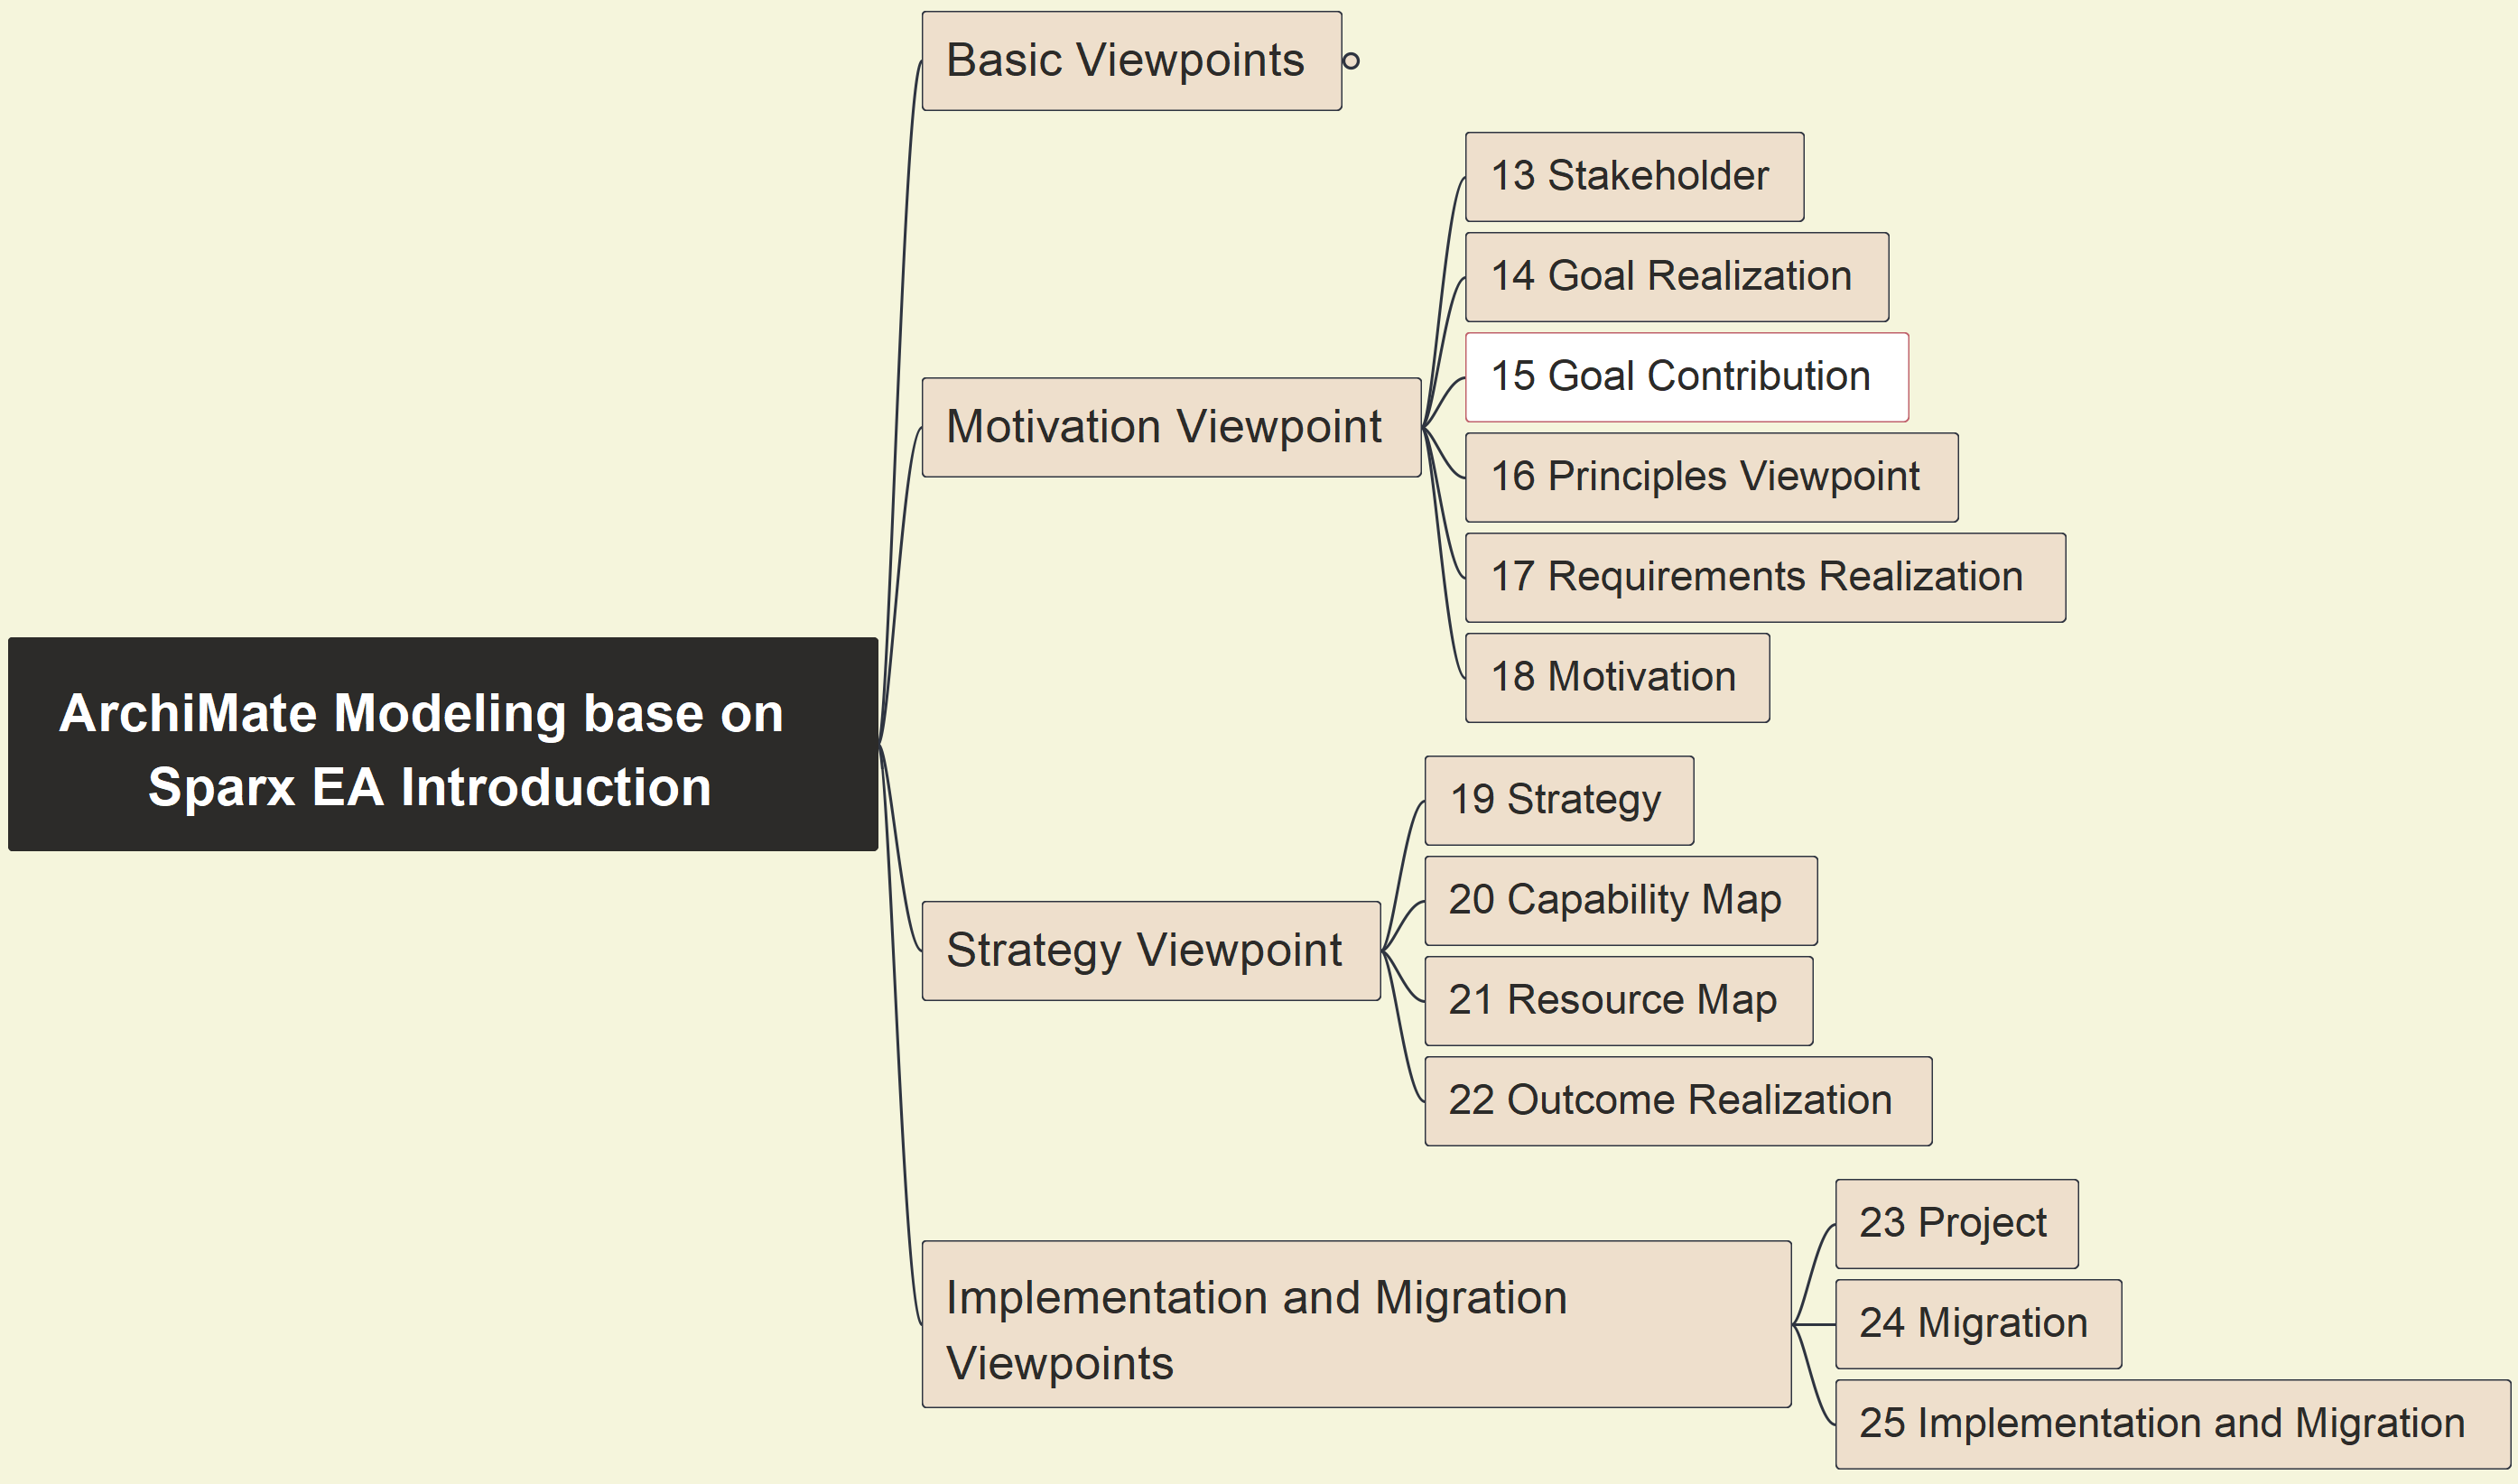 ArchiMate Modeling base on
Sparx EA Introduction
Basic Viewpoints
Motivation Viewpoint
13 Stakeholder
14 Goal Realization
15 Goal Contribution
16 Principles Viewpoint
17 Requirements Realization
18 Motivation
Strategy Viewpoint
19 Strategy
20 Capability Map
21 Resource Map
22 Outcome Realization
Implementation and Migration
Viewpoints
23 Project
24 Migration
25 Implementation and Migration